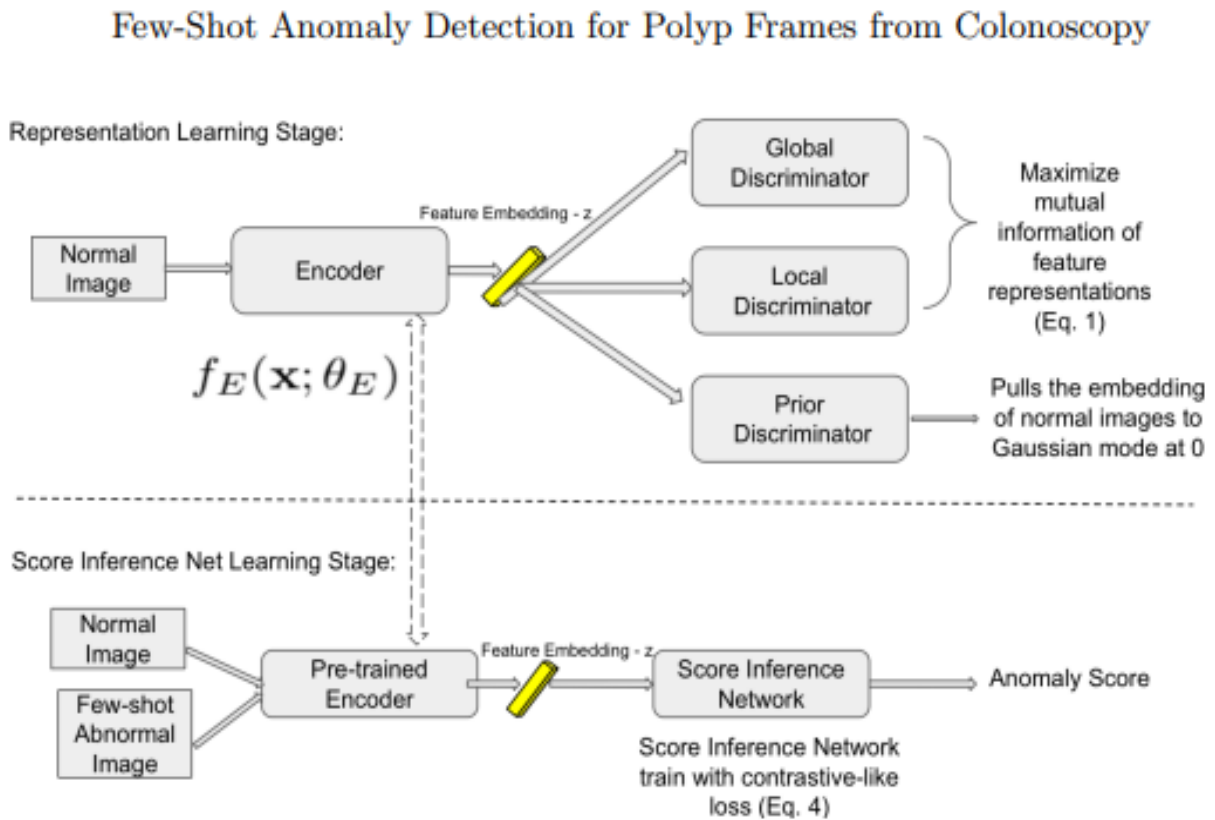 Few-Shot Anomaly Detection for Polyp Frames from Colonoscopy
Representation Learning Stage:
Normal
Image
Encoder
Feature Embedding - z
Global
Discriminator
Local
Discriminator
Prior
Discriminator
Maximize
mutual
information of
feature
representations
(Eq. 1)
Pulls the embedding
of normal images to
Gaussian mode at 0
f_E(x; θ_E)
Score Inference Net Learning Stage:
Normal
Image
Few-shot
Abnormal
Image
Pre-trained
Encoder
Feature Embedding - z
Score Inference
Network
Anomaly Score
Score Inference Network
train with contrastive-like
loss (Eq. 4)